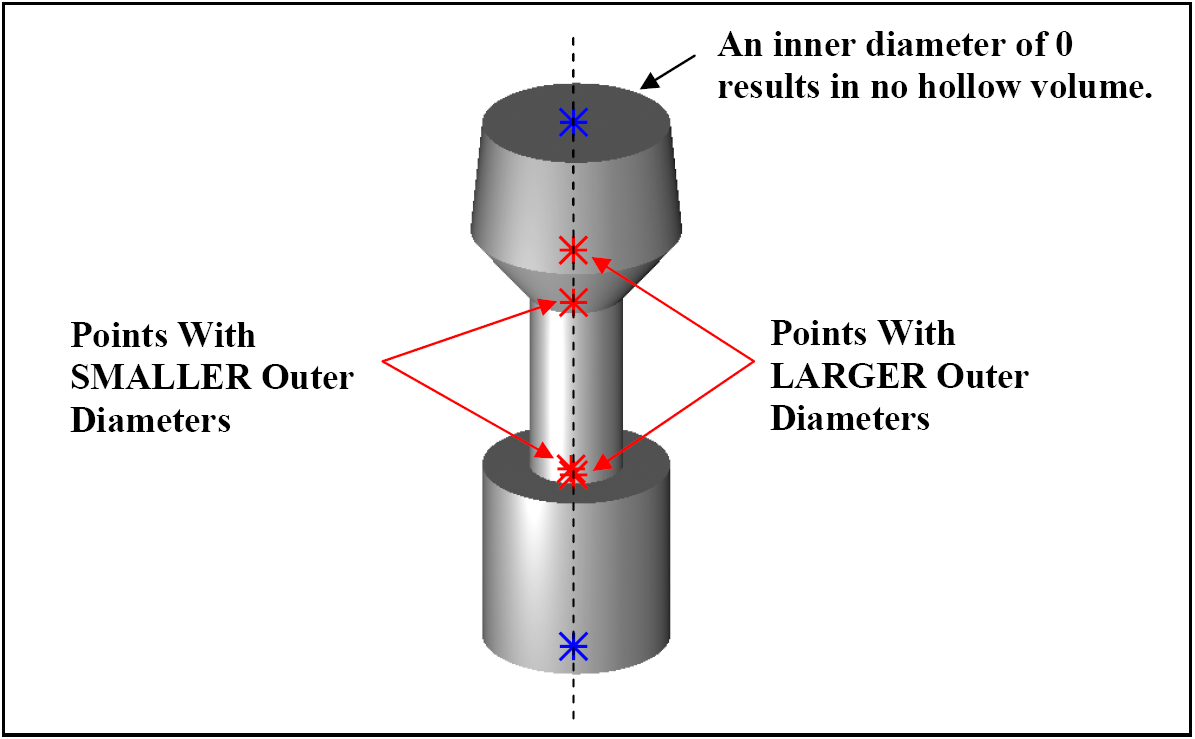 An inner diameter of 0
results in no hollow volume.
Points With
SMALLER Outer
Diameters
Points With
LARGER Outer
Diameters